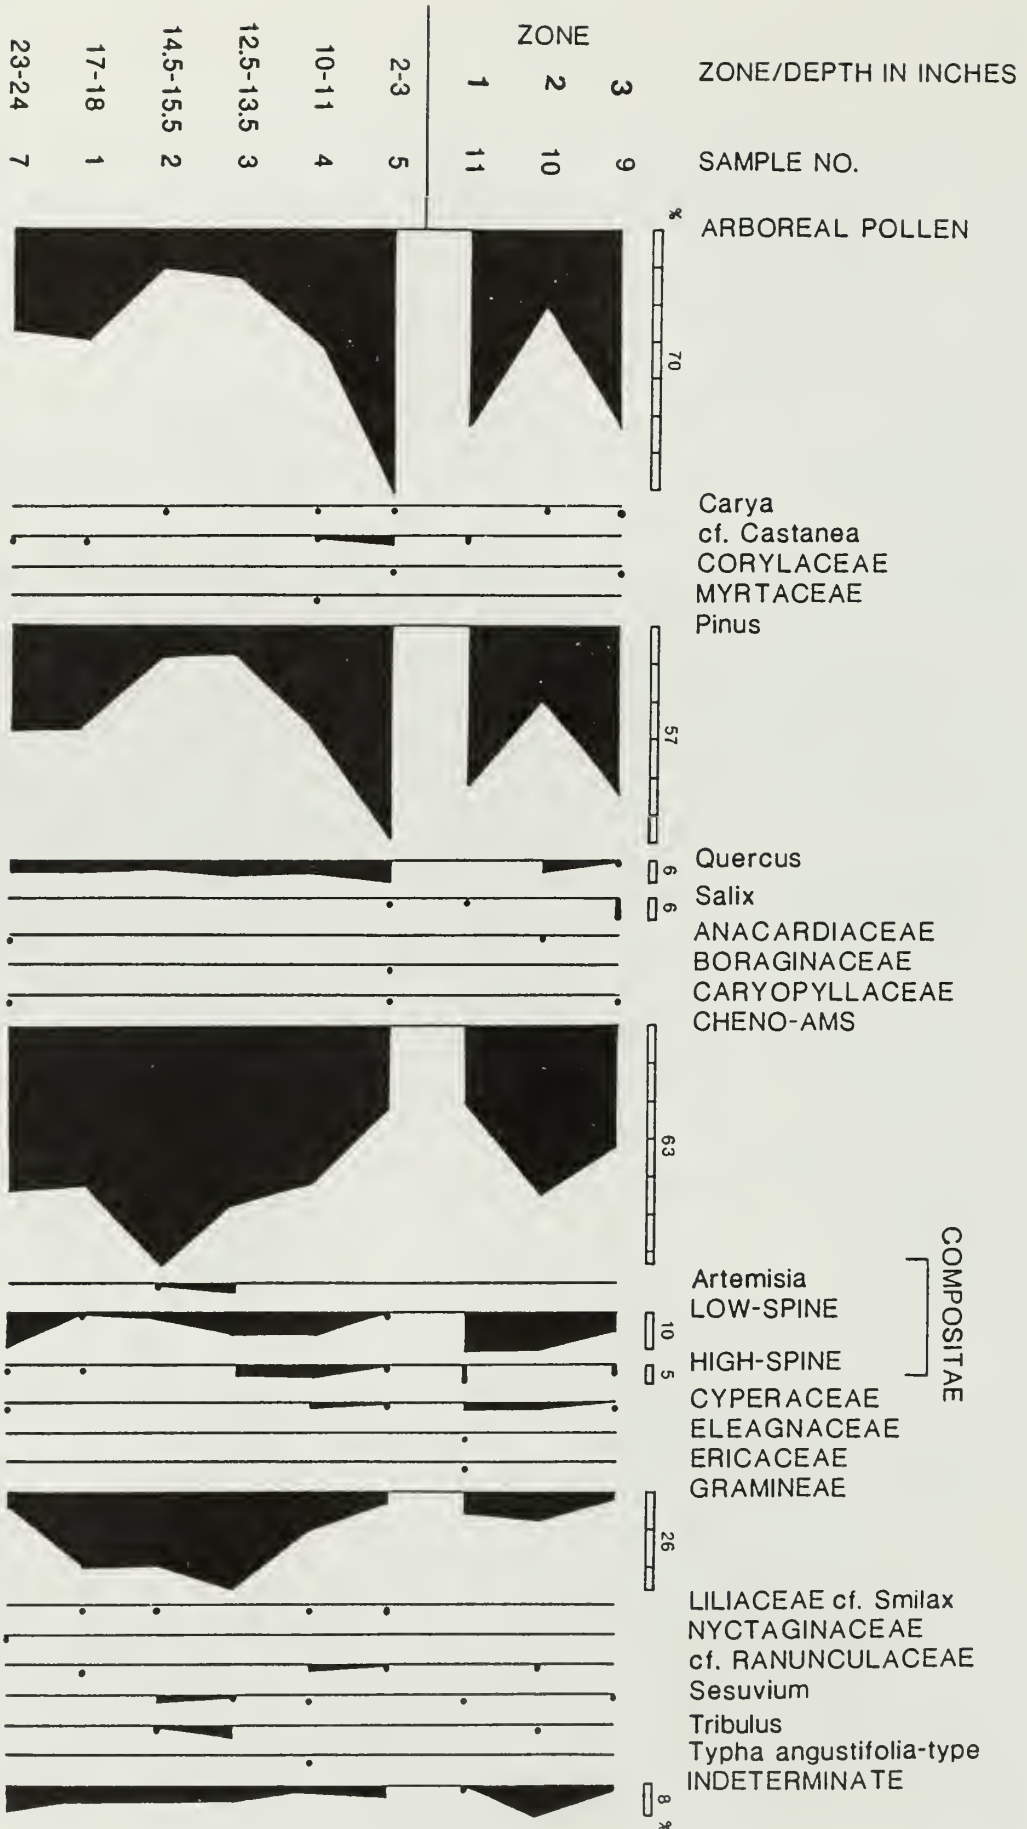 ZONE
ZONE/DEPTH IN INCHES
23-24
17-18
14.5-15.5
12.5-13.5
10-11
2-3
1
2
3
SAMPLE NO.
7
1
2
3
4
5
11
10
9
%
ARBOREAL POLLEN
70
Carya
cf. Castanea
CORYLACEAE
MYRTACEAE
Pinus
57
Quercus
6
Salix
6
ANACARDIACEAE
BORAGINACEAE
CARYOPYLLACEAE
CHENO-AMS
63
COMPOSITAE
Artemisia
LOW-SPINE
10
HIGH-SPINE
5
CYPERACEAE
ELEAGNACEAE
ERICACEAE
GRAMINEAE
26
LILIACEAE cf. Smilax
NYCTAGINACEAE
cf. RANUNCULACEAE
Sesuvium
Tribulus
Typha angustifolia-type
INDETERMINATE
8
%